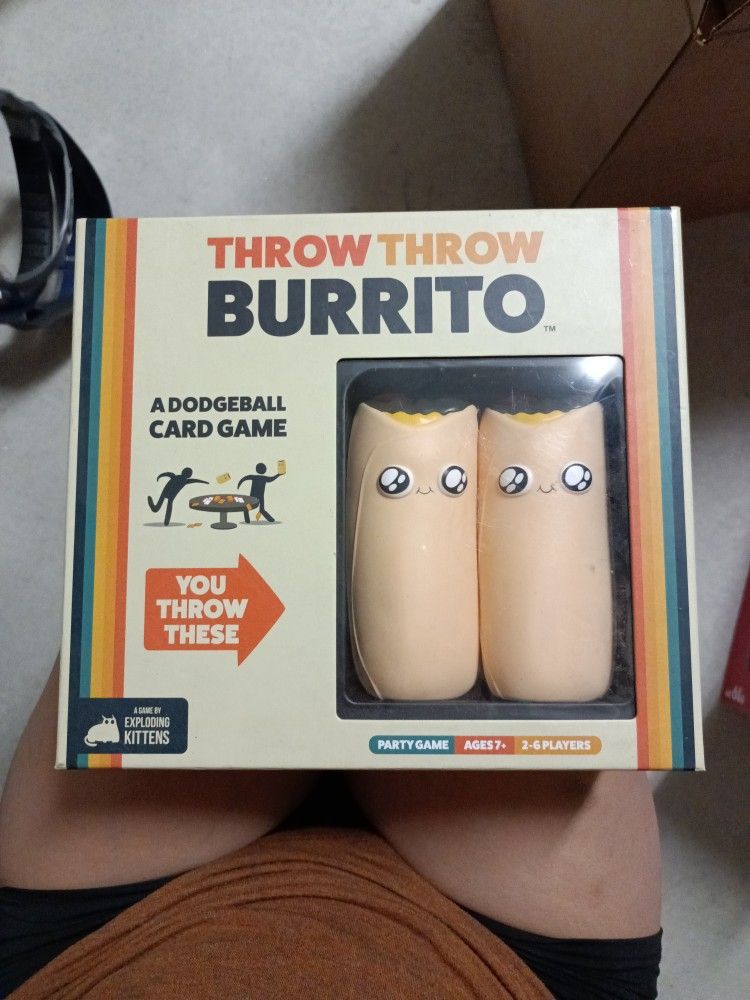 THROW THROW
BURRITO
TM
A DODGEBALL
CARD GAME
YOU
THROW
THESE
A GAME BY
EXPLODING
KITTENS
PARTY GAME AGES 7+ 2-6 PLAYERS